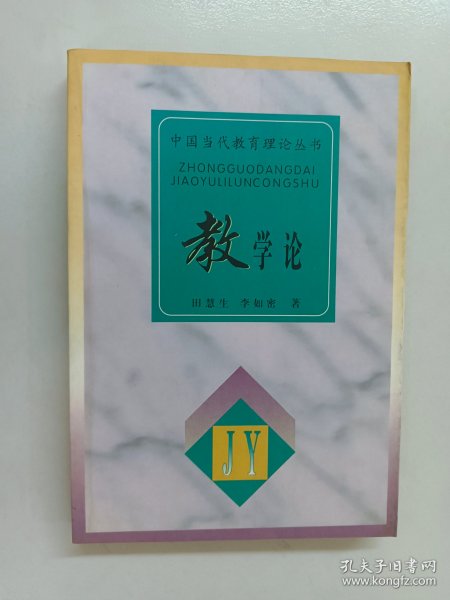 中国当代教育理论丛书
ZHONGGUODANGDAI
JIAOYULILUNCONGSHU
教学论
田慧生 李如密 著
JY
孔夫子旧书网
www.kongfz.com